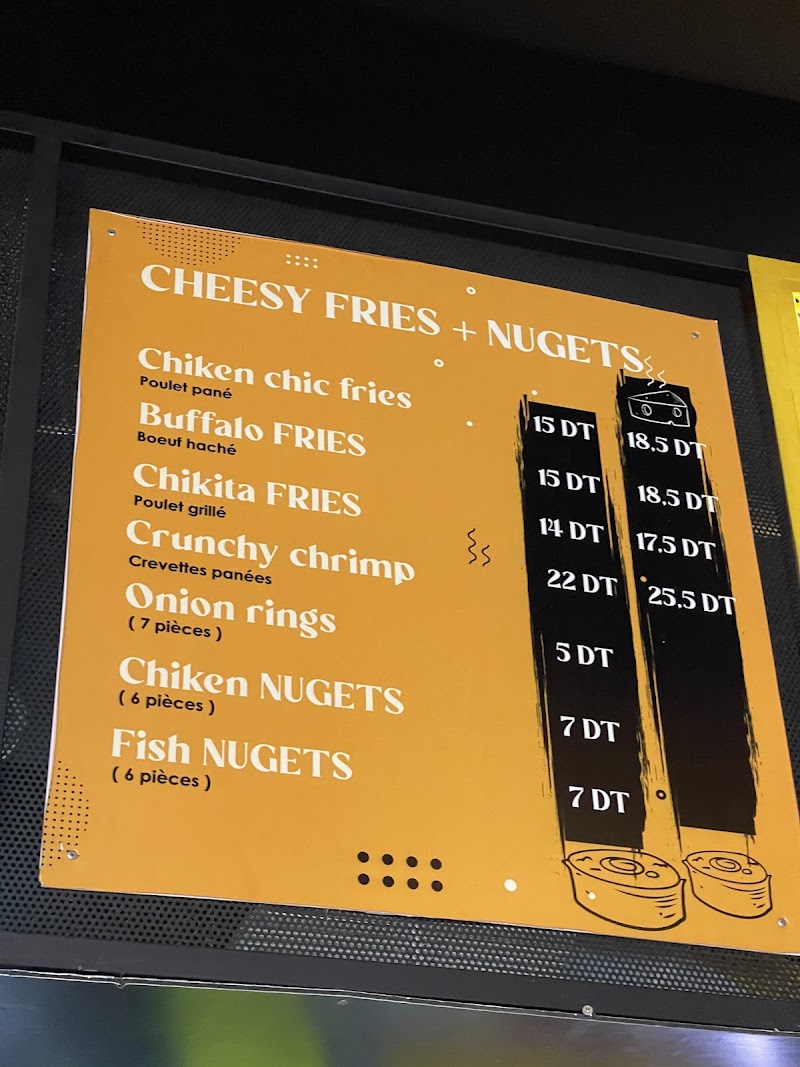 CHEESY FRIES + NUGETS
Chiken chic fries 15 DT 18,5 DT
Poulet pané
Buffalo FRIES 15 DT 18,5 DT
Boeuf haché
Chikita FRIES 14 DT 17,5 DT
Poulet grillé
Crunchy chrimp 22 DT 25,5 DT
Crevettes panées
Onion rings 5 DT
( 7 pièces )
Chiken NUGETS 7 DT
( 6 pièces )
Fish NUGETS 7 DT
( 6 pièces )